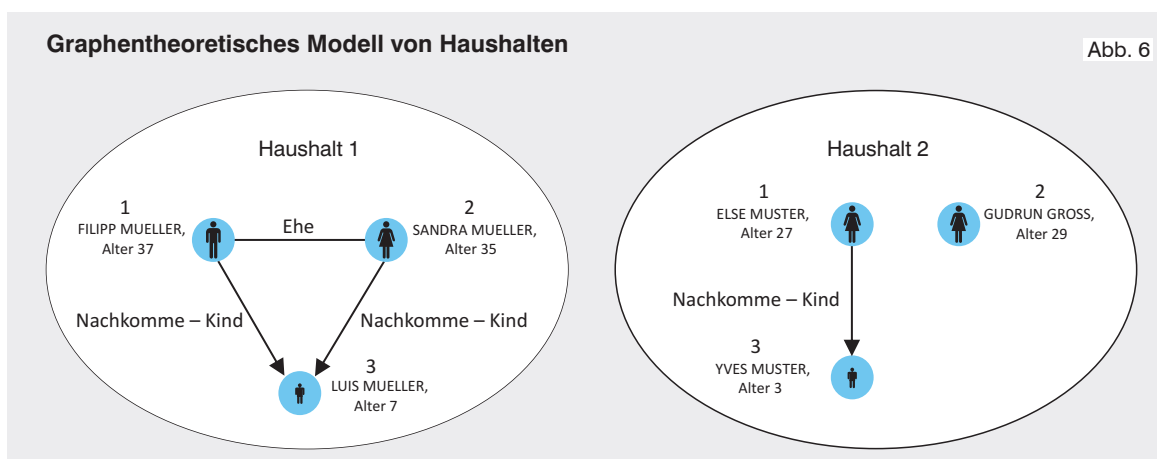 Graphentheoretisches Modell von Haushalten
Abb. 6
Haushalt 1
1
FILIPP MUELLER,
Alter 37
Ehe
2
SANDRA MUELLER,
Alter 35
Nachkomme – Kind
Nachkomme – Kind
3
LUIS MUELLER,
Alter 7
Haushalt 2
1
ELSE MUSTER,
Alter 27
2
GUDRUN GROSS,
Alter 29
Nachkomme – Kind
3
YVES MUSTER,
Alter 3